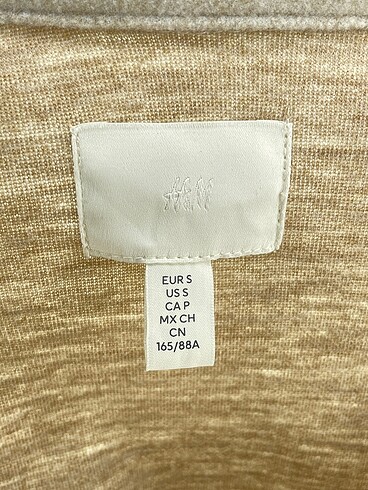 H&M
EUR S
US S
CA P
MX CH
CN
165/88A